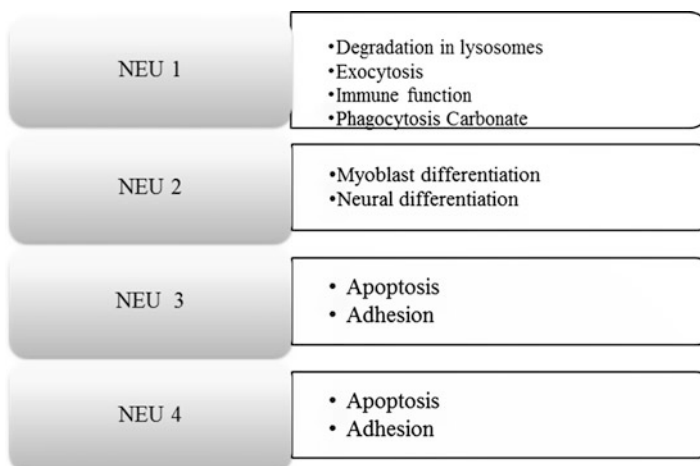 NEU 1
•Degradation in lysosomes
•Exocytosis
•Immune function
•Phagocytosis Carbonate
NEU 2
•Myoblast differentiation
•Neural differentiation
NEU 3
• Apoptosis
• Adhesion
NEU 4
• Apoptosis
• Adhesion